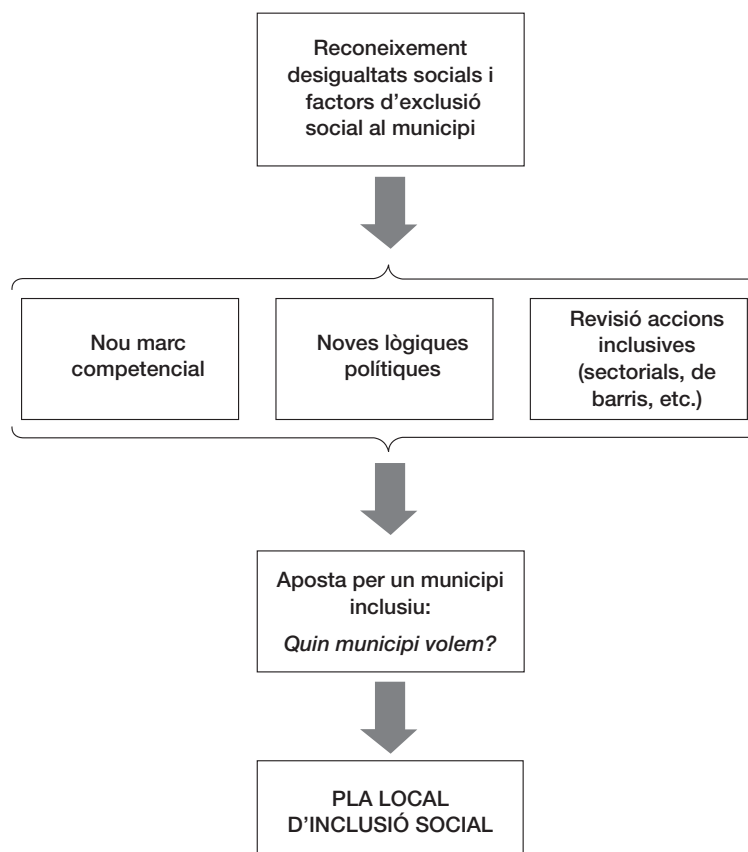 Reconeixement
desigualtats socials i
factors d’exclusió
social al municipi
Nou marc
competencial
Noves lògiques
polítiques
Revisió accions
inclusives
(sectorials, de
barris, etc.)
Aposta per un municipi
inclusiu:
Quin municipi volem?
PLA LOCAL
D’INCLUSIÓ SOCIAL